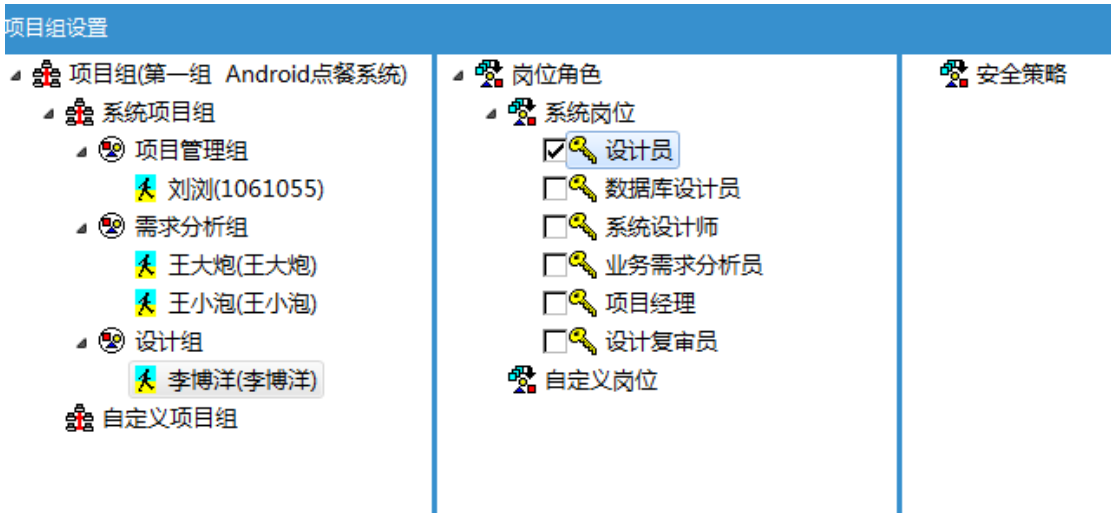 项目组设置
项目组(第一组 Android点餐系统)
系统项目组
项目管理组
刘浏(1061055)
需求分析组
王大炮(王大炮)
王小泡(王小泡)
设计组
李博洋(李博洋)
自定义项目组
岗位角色
系统岗位
设计员
数据库设计员
系统设计师
业务需求分析员
项目经理
设计复审员
自定义岗位
安全策略